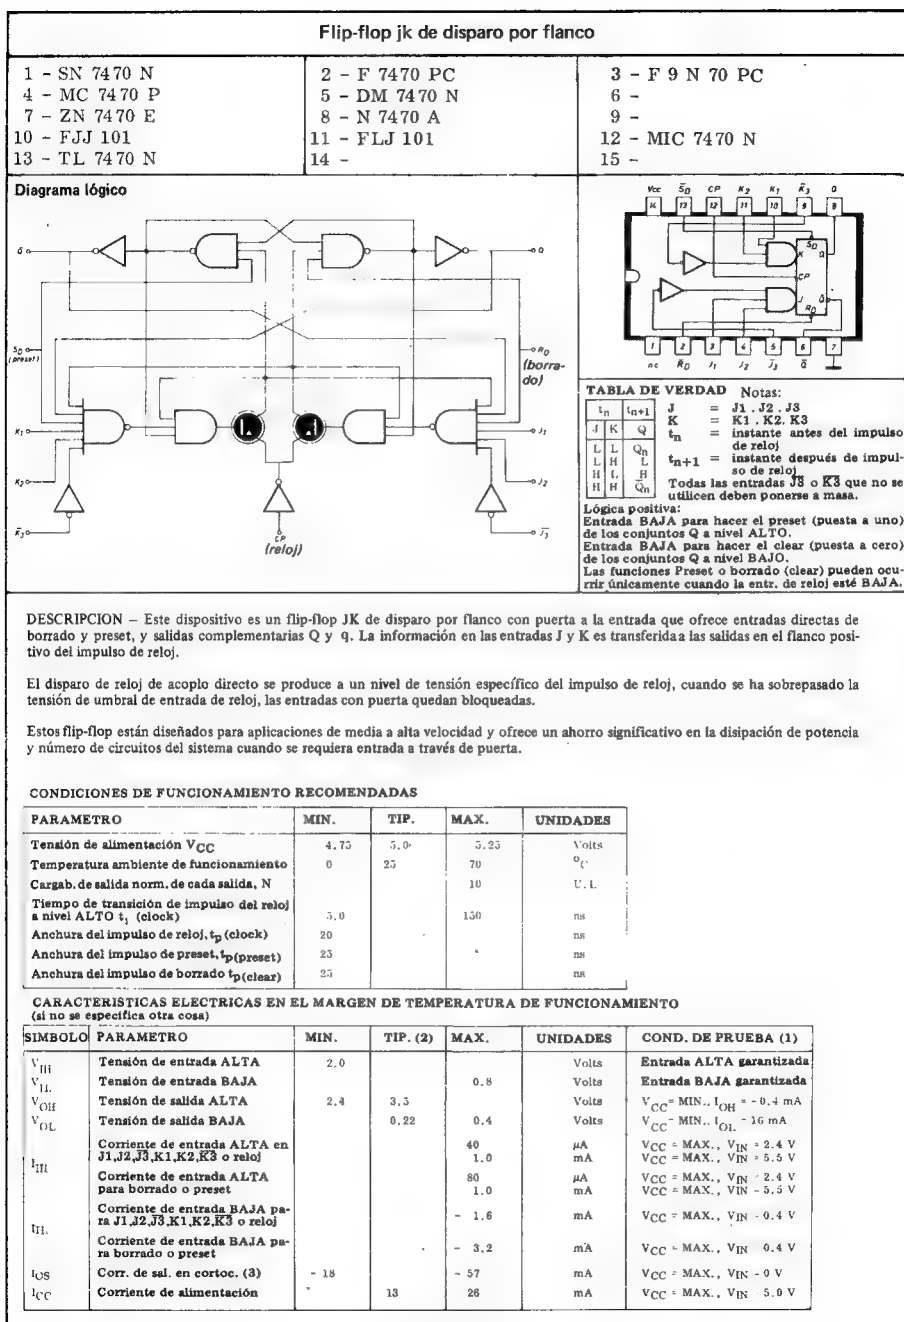 Flip-flop jk de disparo por flanco
1 - SN 7470 N
2 - F 7470 PC
3 - F 9 N 70 PC
4 - MC 7470 P
5 - DM 7470 N
6 -
7 - ZN 7470 E
8 - N 7470 A
9 -
10 - FJJ 101
11 - FLJ 101
12 - MIC 7470 N
13 - TL 7470 N
14 -
15 -
Diagrama lógico
Q̄
Q
S_D
(preset)
R_D
(borra-
do)
K1
J1
K2
J2
K̄3
CP
(reloj)
J̄3
Vcc S̄D CP K2 K1 K̄3 Q
14 13 12 11 10 9 8
S_D
K Q
CP
J Q̄
R_D
1 2 3 4 5 6 7
nc R̄D J1 J2 J̄3 Q̄
TABLA DE VERDAD Notas:
tn tn+1
J K Q
L L Qn
L H L
H L H
H H Q̄n
J = J1 . J2 . J3
K = K1 . K2. K3
tn = instante antes del impulso
de reloj
tn+1 = instante después de impul-
so de reloj
Todas las entradas J̄3̄ o K̄3̄ que no se
utilicen deben ponerse a masa.
Lógica positiva:
Entrada BAJA para hacer el preset (puesta a uno)
de los conjuntos Q a nivel ALTO.
Entrada BAJA para hacer el clear (puesta a cero)
de los conjuntos Q a nivel BAJO.
Las funciones Preset o borrado (clear) pueden ocu-
rrir únicamente cuando la entr. de reloj esté BAJA.
DESCRIPCION – Este dispositivo es un flip-flop JK de disparo por flanco con puerta a la entrada que ofrece entradas directas de
borrado y preset, y salidas complementarias Q y q. La información en las entradas J y K es transferida a las salidas en el flanco posi-
tivo del impulso de reloj.
El disparo de reloj de acoplo directo se produce a un nivel de tensión específico del impulso de reloj, cuando se ha sobrepasado la
tensión de umbral de entrada de reloj, las entradas con puerta quedan bloqueadas.
Estos flip-flop están diseñados para aplicaciones de media a alta velocidad y ofrece un ahorro significativo en la disipación de potencia
y número de circuitos del sistema cuando se requiera entrada a través de puerta.
CONDICIONES DE FUNCIONAMIENTO RECOMENDADAS
PARAMETRO MIN. TIP. MAX. UNIDADES
Tensión de alimentación VCC 4.75 5.0 5.25 Volts
Temperatura ambiente de funcionamiento 0 25 70 °C
Cargab. de salida norm. de cada salida, N 10 U.L.
Tiempo de transición de impulso del reloj
a nivel ALTO t1 (clock) 5.0 150 ns
Anchura del impulso de reloj, tp (clock) 20 ns
Anchura del impulso de preset, tp(preset) 25 ns
Anchura del impulso de borrado tp(clear) 25 ns
CARACTERISTICAS ELECTRICAS EN EL MARGEN DE TEMPERATURA DE FUNCIONAMIENTO
(si no se especifica otra cosa)
SIMBOLO PARAMETRO MIN. TIP. (2) MAX. UNIDADES COND. DE PRUEBA (1)
VIH Tensión de entrada ALTA 2.0 Volts Entrada ALTA garantizada
VIL Tensión de entrada BAJA 0.8 Volts Entrada BAJA garantizada
VOH Tensión de salida ALTA 2.4 3.5 Volts VCC = MIN., IOH = - 0.4 mA
VOL Tensión de salida BAJA 0.22 0.4 Volts VCC = MIN., IOL = 16 mA
Corriente de entrada ALTA en 40 µA VCC = MAX., VIN = 2.4 V
IIH J1,J2,J̄3̄,K1,K2,K̄3̄ o reloj 1.0 mA VCC = MAX., VIN = 5.5 V
Corriente de entrada ALTA 80 µA VCC = MAX., VIN = 2.4 V
para borrado o preset 1.0 mA VCC = MAX., VIN = 5.5 V
Corriente de entrada BAJA pa-
IIL ra J1,J2,J̄3̄,K1,K2,K̄3̄ o reloj - 1.6 mA VCC = MAX., VIN = 0.4 V
Corriente de entrada BAJA pa-
ra borrado o preset - 3.2 mA VCC = MAX., VIN = 0.4 V
IOS Corr. de sal. en cortoc. (3) - 18 - 57 mA VCC = MAX., VIN = 0 V
ICC Corriente de alimentación 13 26 mA VCC = MAX., VIN = 5.0 V